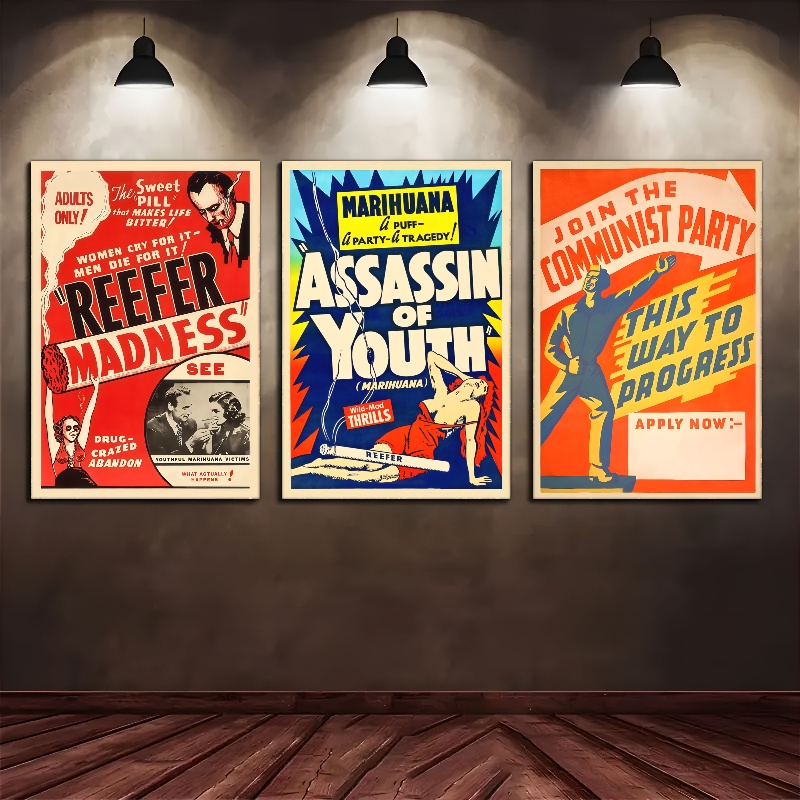 ADULTS
ONLY!
The Sweet
"PILL"
that MAKES LIFE
BITTER!
WOMEN CRY FOR IT-
MEN DIE FOR IT!
"REEFER
MADNESS"
SEE
DRUG-
CRAZED
ABANDON
YOUTHFUL MARIHUANA VICTIMS
WHAT ACTUALLY
HAPPENS!
MARIHUANA
A PUFF-
A PARTY-A TRAGEDY!
"ASSASSIN
OF
YOUTH"
(MARIHUANA)
Wild-Mad
THRILLS
REEFER
JOIN THE
COMMUNIST PARTY
THIS
WAY TO
PROGRESS
APPLY NOW:-